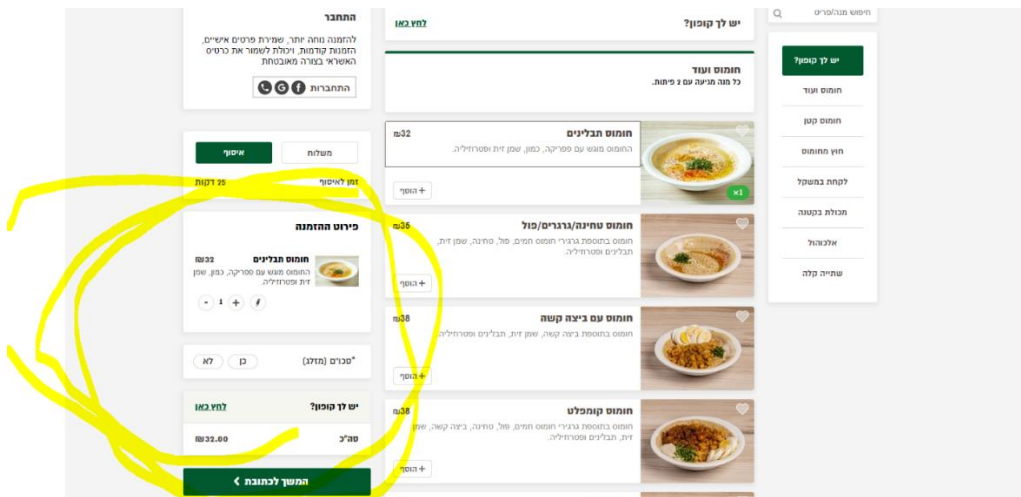 חיפוש מנה/פריט
יש לך קופון?
חומוס ועוד
חומוס קטן
חוץ מחומוס
לקחת במשקל
מכולת בקטנה
אלכוהול
שתייה קלה
יש לך קופון?
לחץ כאן
חומוס ועוד
כל מנה מגיעה עם 2 פיתות.
חומוס תבלינים
₪32
החומוס מוגש עם פפריקה, כמון, שמן זית ופטרוזיליה.
+ הוסף
×1
חומוס טחינה/גרגרים/פול
₪36
חומוס בתוספת גרגירי חומוס חמים, פול, טחינה, שמן זית,
תבלינים ופטרוזיליה.
+ הוסף
חומוס עם ביצה קשה
₪38
חומוס בתוספת ביצה קשה, שמן זית, תבלינים ופטרוזיליה.
+ הוסף
חומוס קומפלט
₪38
חומוס בתוספת גרגירי חומוס חמים, פול, טחינה, ביצה קשה, שמן
זית, תבלינים ופטרוזיליה.
+ הוסף
התחבר
להזמנה נוחה יותר, שמירת פרטים אישיים,
הזמנות קודמות, ויכולת לשמור את כרטיס
האשראי בצורה מאובטחת
התחברות
משלוח
איסוף
זמן לאיסוף
25 דקות
פירוט ההזמנה
חומוס תבלינים
₪32
החומוס מוגש עם פפריקה, כמון, שמן
זית ופטרוזיליה.
+ 1 -
*סכו"ם (מזלג)
כן
לא
יש לך קופון?
לחץ כאן
סה"כ
₪32.00
המשך לכתובת